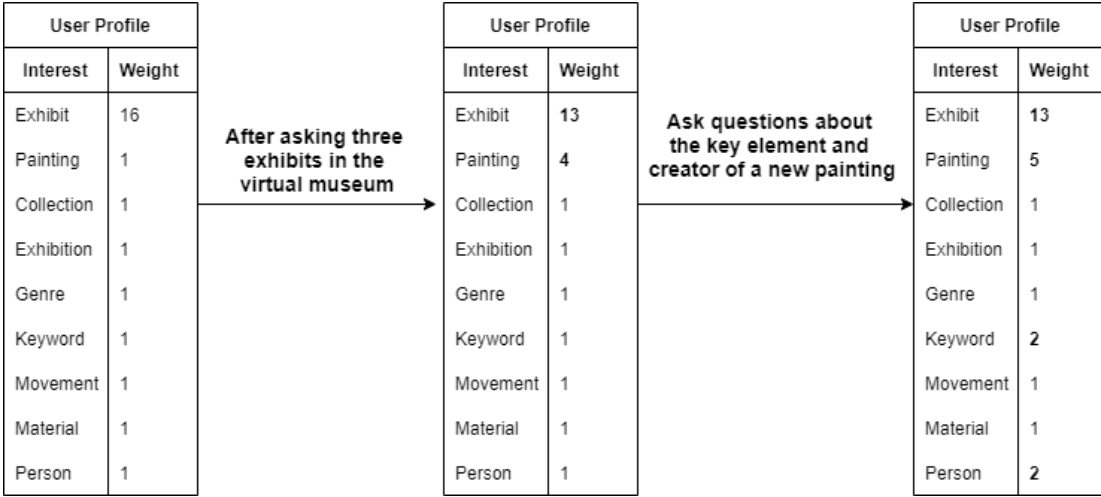 User Profile
Interest Weight
Exhibit 16
Painting 1
Collection 1
Exhibition 1
Genre 1
Keyword 1
Movement 1
Material 1
Person 1
After asking three
exhibits in the
virtual museum
User Profile
Interest Weight
Exhibit 13
Painting 4
Collection 1
Exhibition 1
Genre 1
Keyword 1
Movement 1
Material 1
Person 1
Ask questions about
the key element and
creator of a new painting
User Profile
Interest Weight
Exhibit 13
Painting 5
Collection 1
Exhibition 1
Genre 1
Keyword 2
Movement 1
Material 1
Person 2